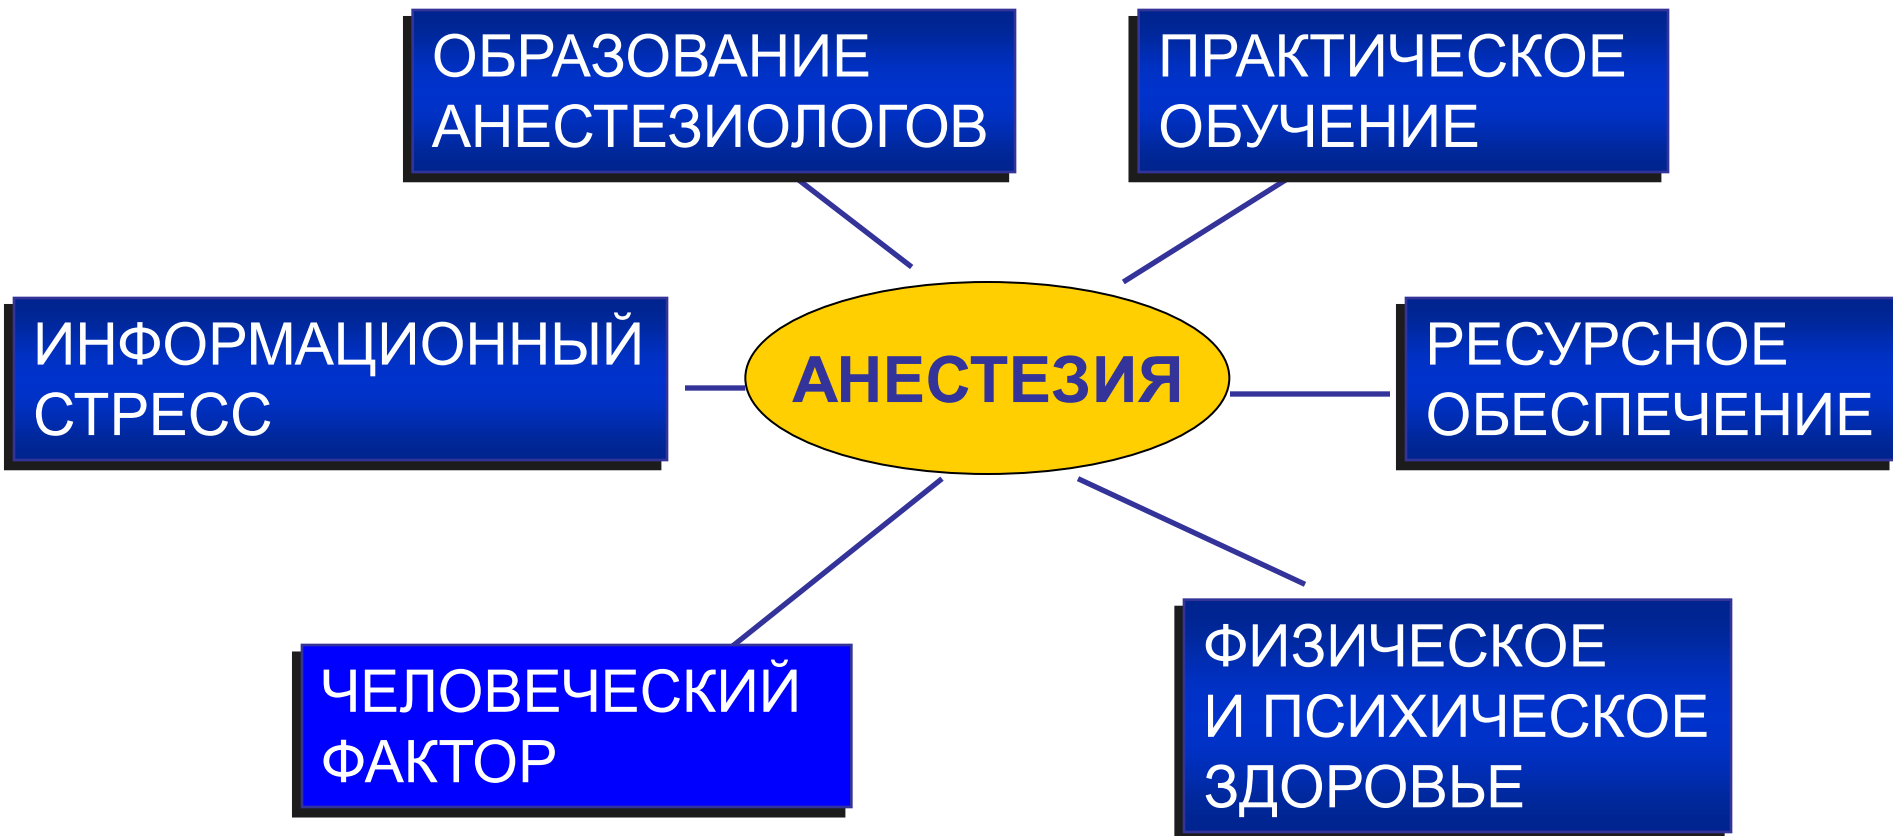 ОБРАЗОВАНИЕ
АНЕСТЕЗИОЛОГОВ
ПРАКТИЧЕСКОЕ
ОБУЧЕНИЕ
ИНФОРМАЦИОННЫЙ
СТРЕСС
АНЕСТЕЗИЯ
РЕСУРСНОЕ
ОБЕСПЕЧЕНИЕ
ЧЕЛОВЕЧЕСКИЙ
ФАКТОР
ФИЗИЧЕСКОЕ
И ПСИХИЧЕСКОЕ
ЗДОРОВЬЕ